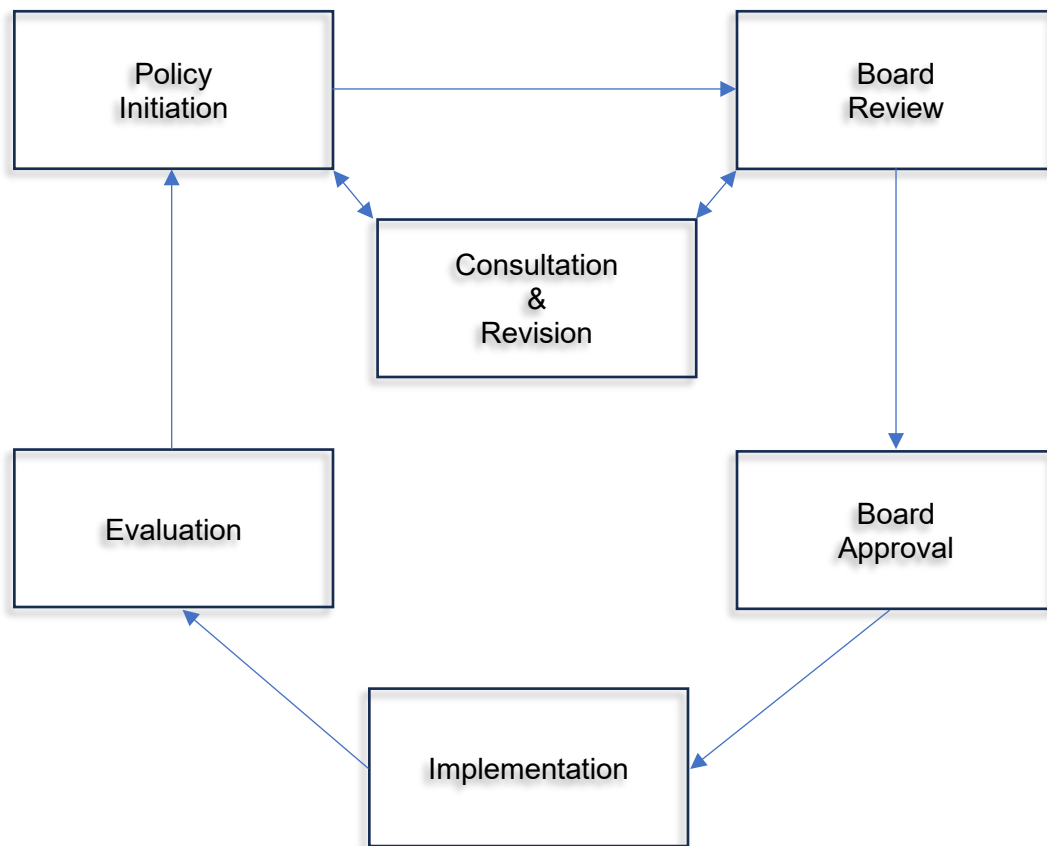 Policy
Initiation
Board
Review
Consultation
&
Revision
Evaluation
Board
Approval
Implementation